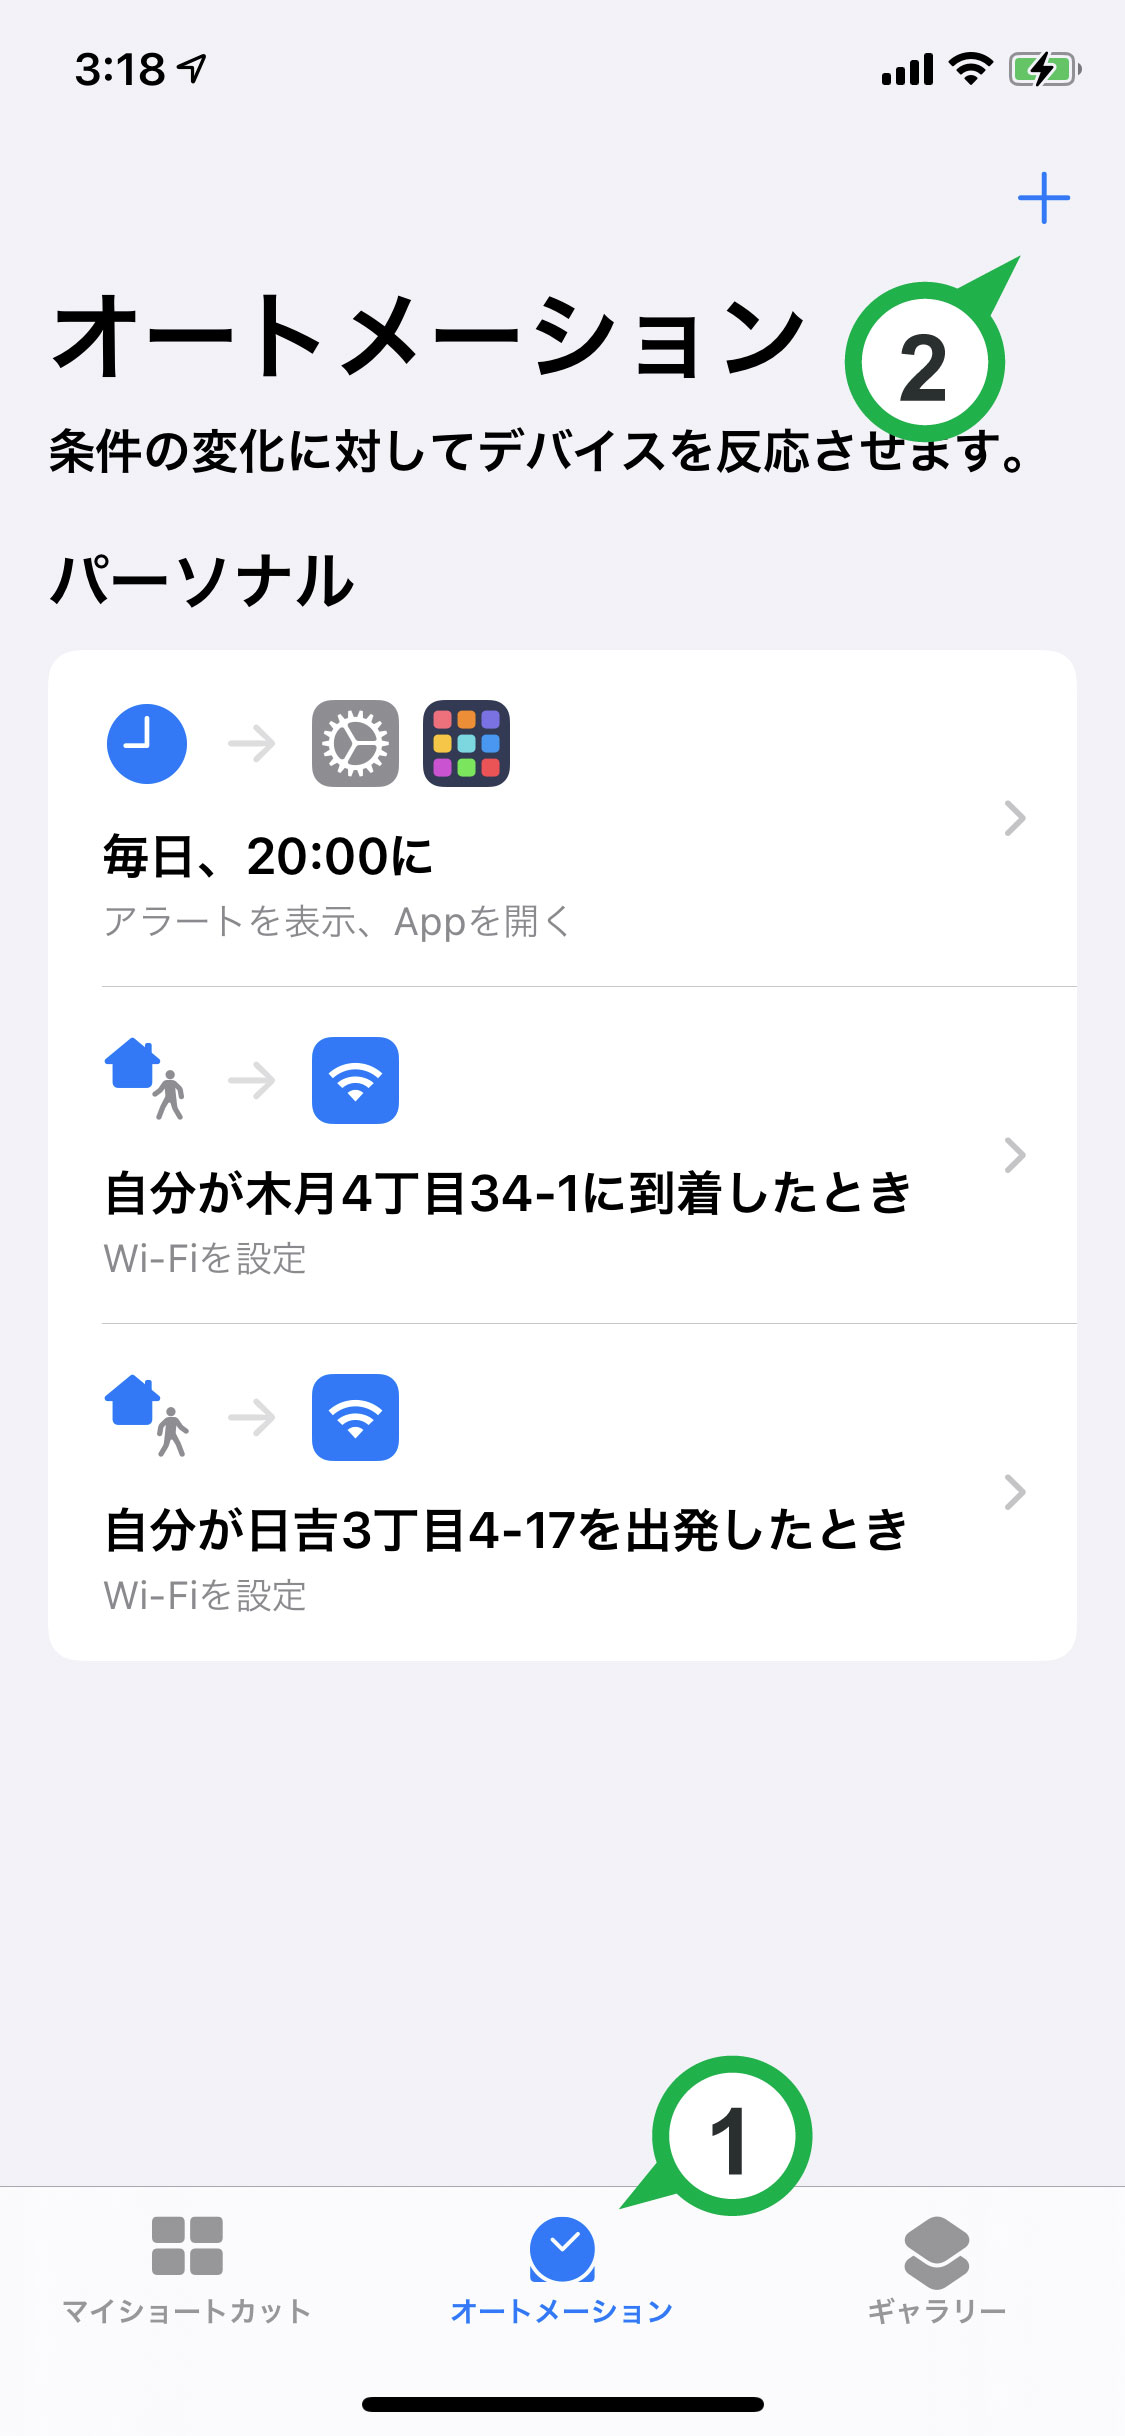 3:18
オートメーション
2
条件の変化に対してデバイスを反応させます。
パーソナル
毎日、20:00に
アラートを表示、Appを開く
自分が木月4丁目34-1に到着したとき
Wi-Fiを設定
自分が日吉3丁目4-17を出発したとき
Wi-Fiを設定
1
マイショートカット
オートメーション
ギャラリー